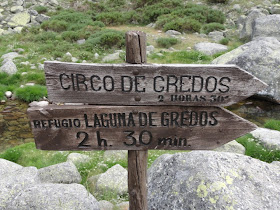 CIRCO DE GREDOS
2 HORAS 30'
REFUGIO LAGUNA DE GREDOS
2 h. 30 min.